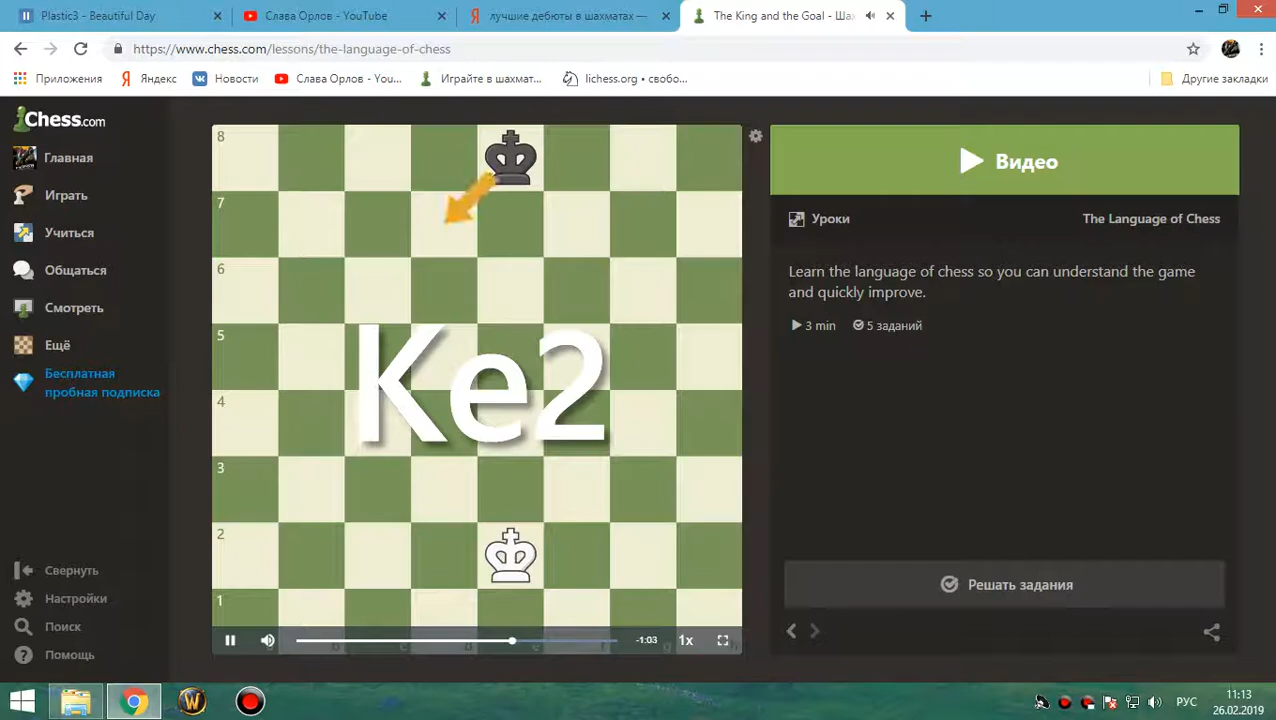 Plastic3 - Beautiful Day
Слава Орлов - YouTube
лучшие дебюты в шахматах —
The King and the Goal - Шах
https://www.chess.com/lessons/the-language-of-chess
Приложения
Яндекс
Новости
Слава Орлов - You...
Играйте в шахмат...
lichess.org • свобо...
Другие закладки
Chess.com
Главная
Играть
Учиться
Общаться
Смотреть
Ещё
Бесплатная
пробная подписка
Свернуть
Настройки
Поиск
Помощь
8
7
6
5
4
3
2
1
Ke2
-1:03
1x
Видео
Уроки
The Language of Chess
Learn the language of chess so you can understand the game
and quickly improve.
3 min
5 заданий
Решать задания
РУС
11:13
26.02.2019